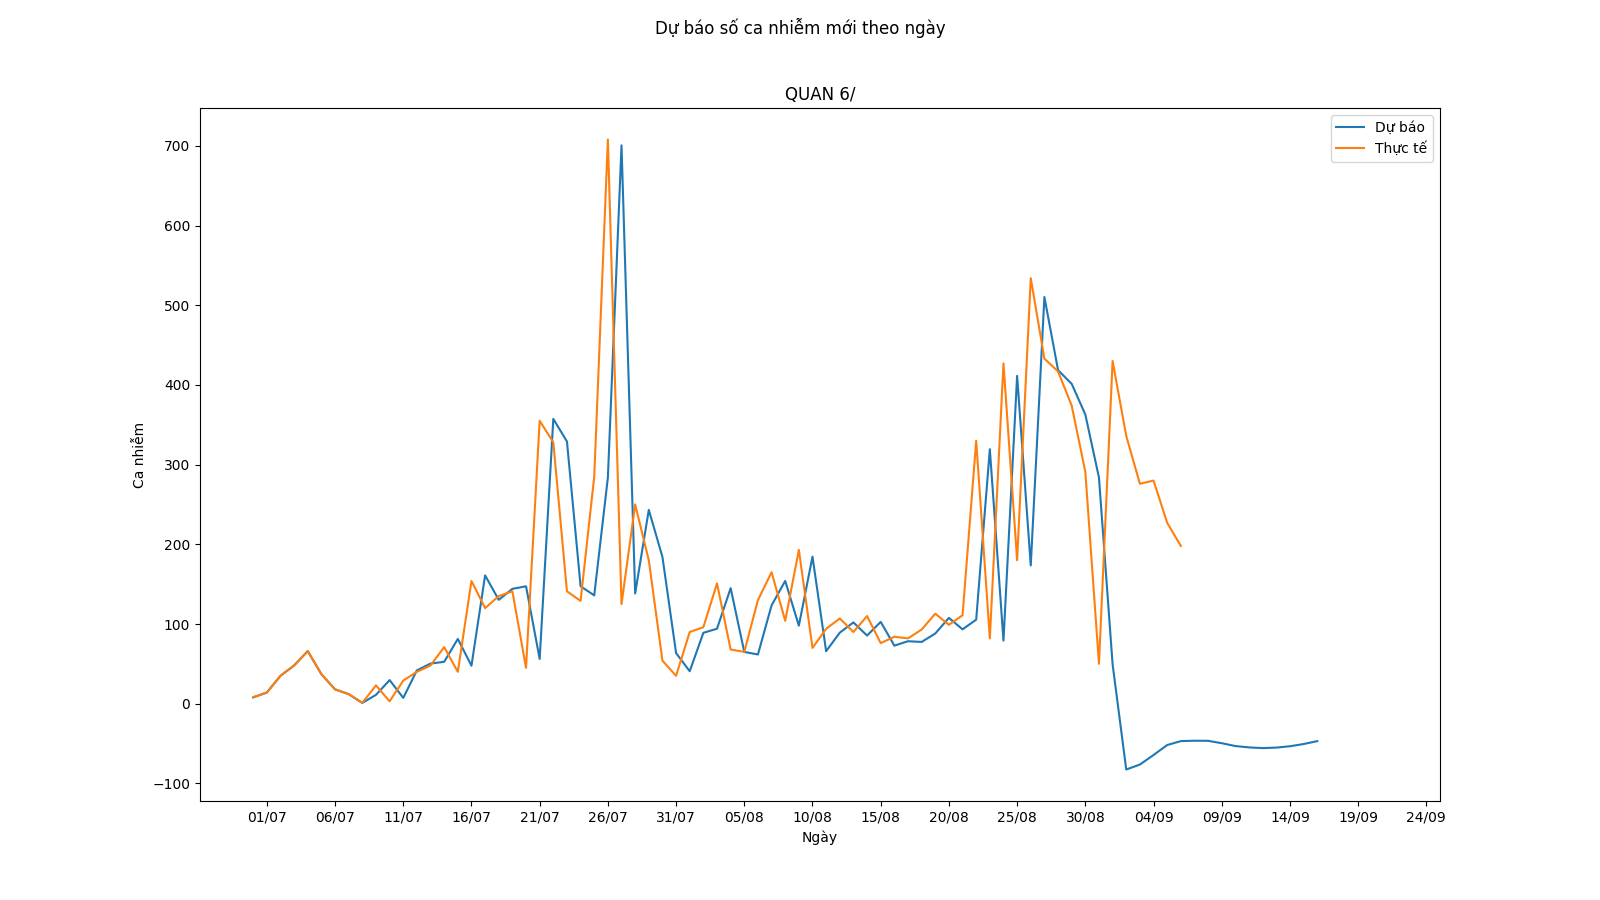 Dự báo số ca nhiễm mới theo ngày
QUAN 6/
Dự báo
Thực tế
700
600
500
400
300
200
100
0
−100
Ca nhiễm
01/07 06/07 11/07 16/07 21/07 26/07 31/07 05/08 10/08 15/08 20/08 25/08 30/08 04/09 09/09 14/09 19/09 24/09
Ngày